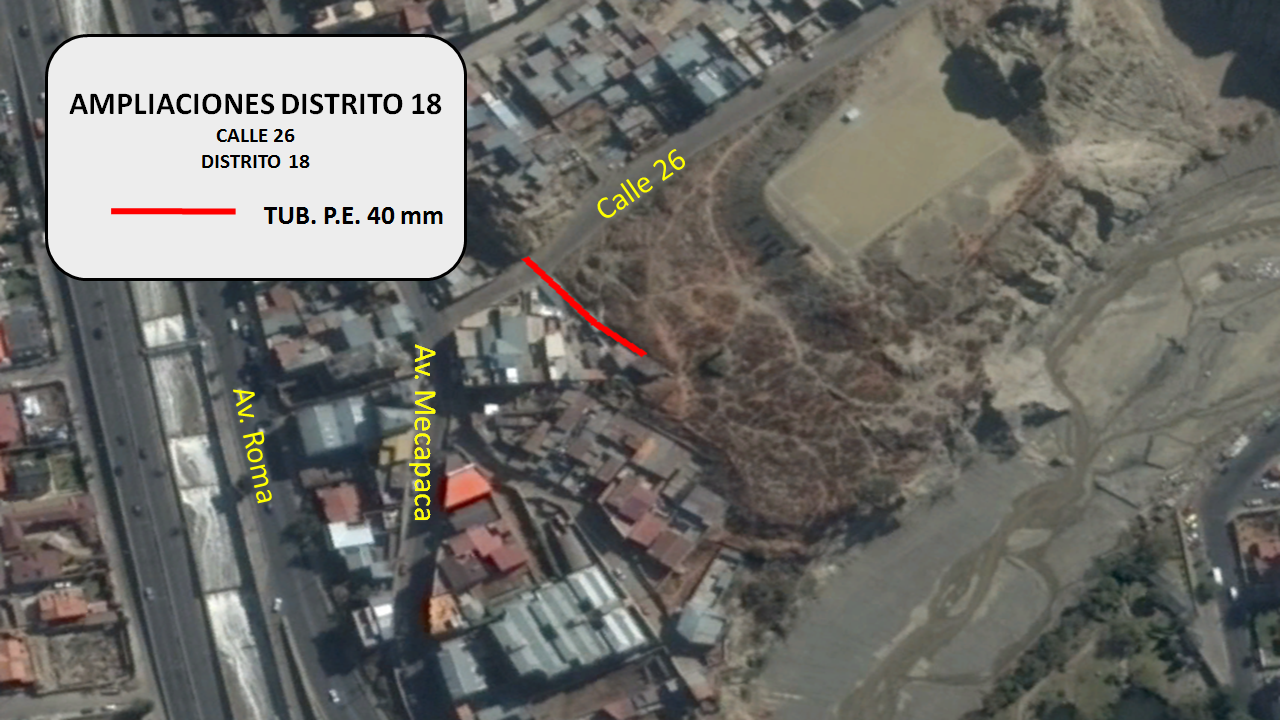 AMPLIACIONES DISTRITO 18
CALLE 26
DISTRITO 18
TUB. P.E. 40 mm
Calle 26
Av. Mecapaca
Av. Roma